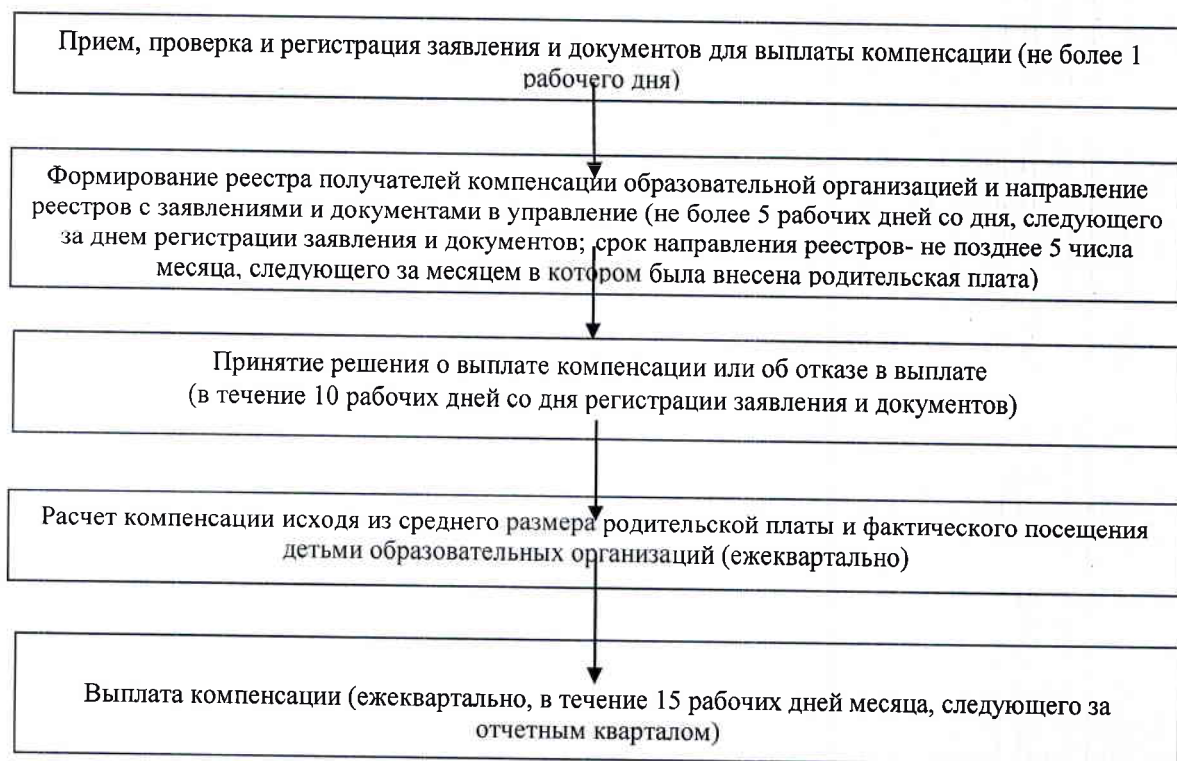 Прием, проверка и регистрация заявления и документов для выплаты компенсации (не более 1
рабочего дня)
Формирование реестра получателей компенсации образовательной организацией и направление
реестров с заявлениями и документами в управление (не более 5 рабочих дней со дня, следующего
за днем регистрации заявления и документов; срок направления реестров- не позднее 5 числа
месяца, следующего за месяцем в котором была внесена родительская плата)
Принятие решения о выплате компенсации или об отказе в выплате
(в течение 10 рабочих дней со дня регистрации заявления и документов)
Расчет компенсации исходя из среднего размера родительской платы и фактического посещения
детьми образовательных организаций (ежеквартально)
Выплата компенсации (ежеквартально, в течение 15 рабочих дней месяца, следующего за
отчетным кварталом)